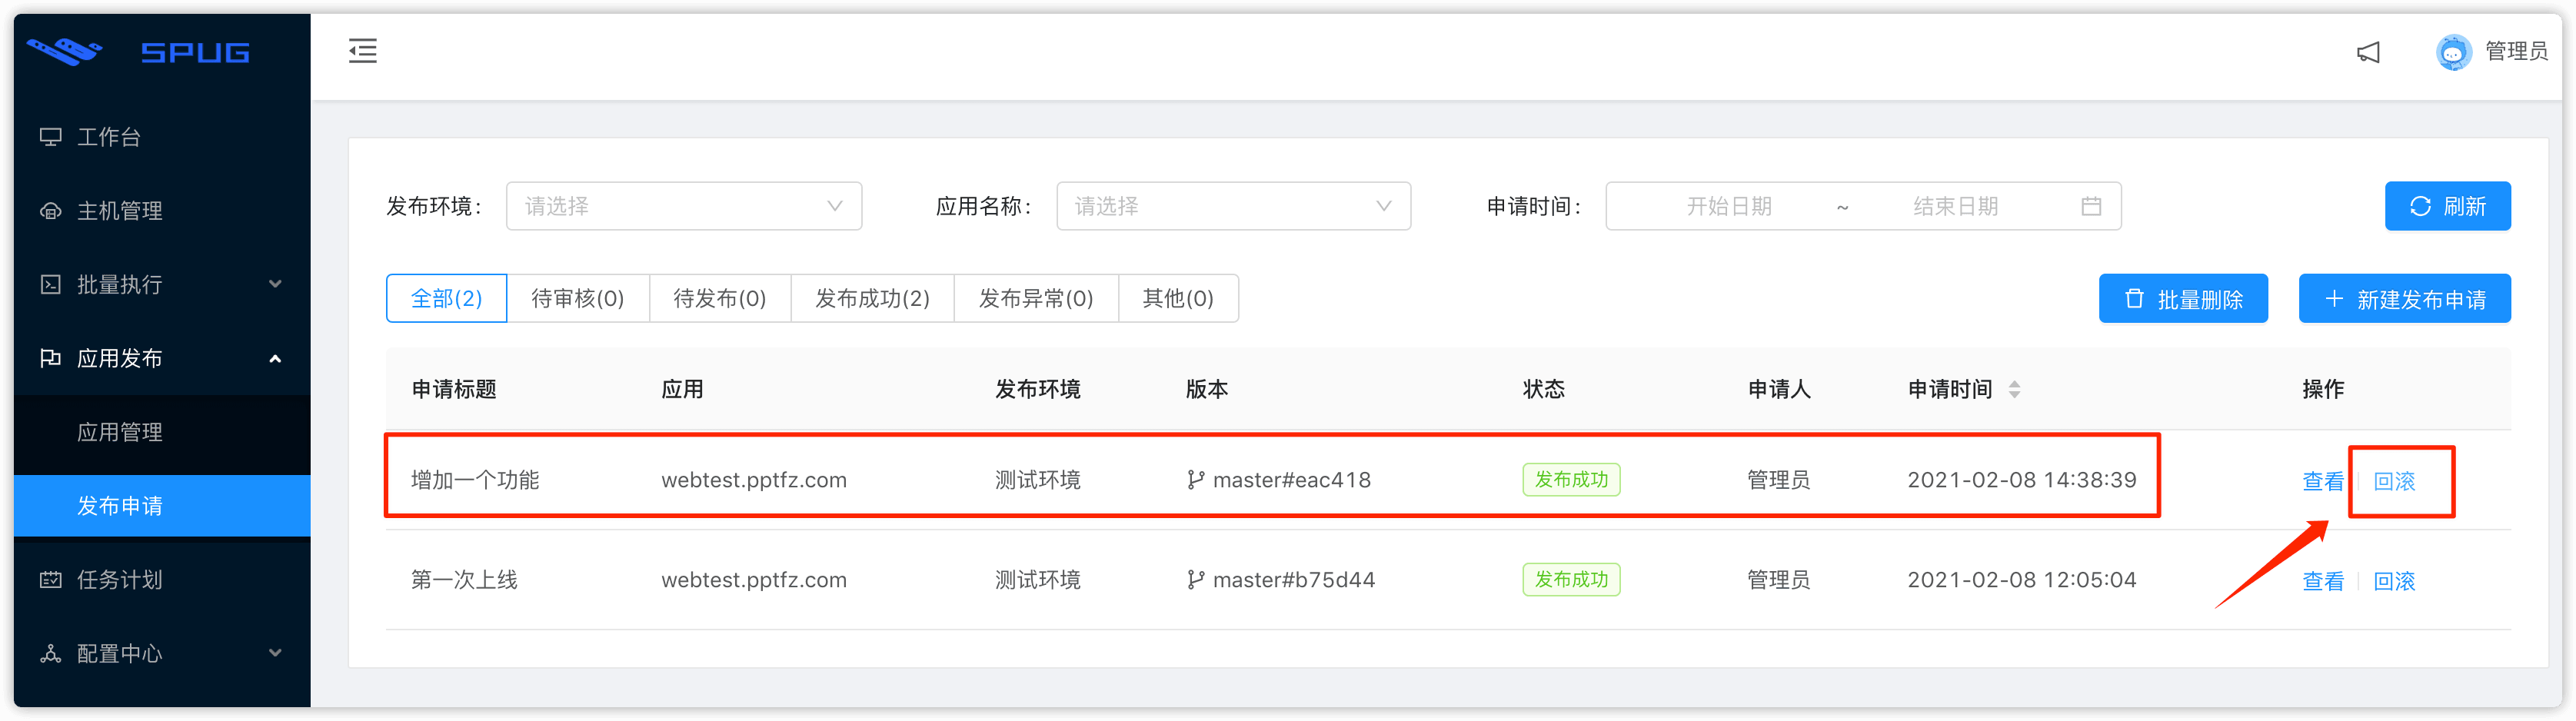 SPUG
管理员
工作台
主机管理
批量执行
应用发布
应用管理
发布申请
任务计划
配置中心
发布环境: 请选择 应用名称: 请选择 申请时间: 开始日期 ~ 结束日期 刷新
全部(2) 待审核(0) 待发布(0) 发布成功(2) 发布异常(0) 其他(0) 批量删除 + 新建发布申请
申请标题 应用 发布环境 版本 状态 申请人 申请时间 操作
增加一个功能 webtest.pptfz.com 测试环境 master#eac418 发布成功 管理员 2021-02-08 14:38:39 查看 回滚
第一次上线 webtest.pptfz.com 测试环境 master#b75d44 发布成功 管理员 2021-02-08 12:05:04 查看 回滚